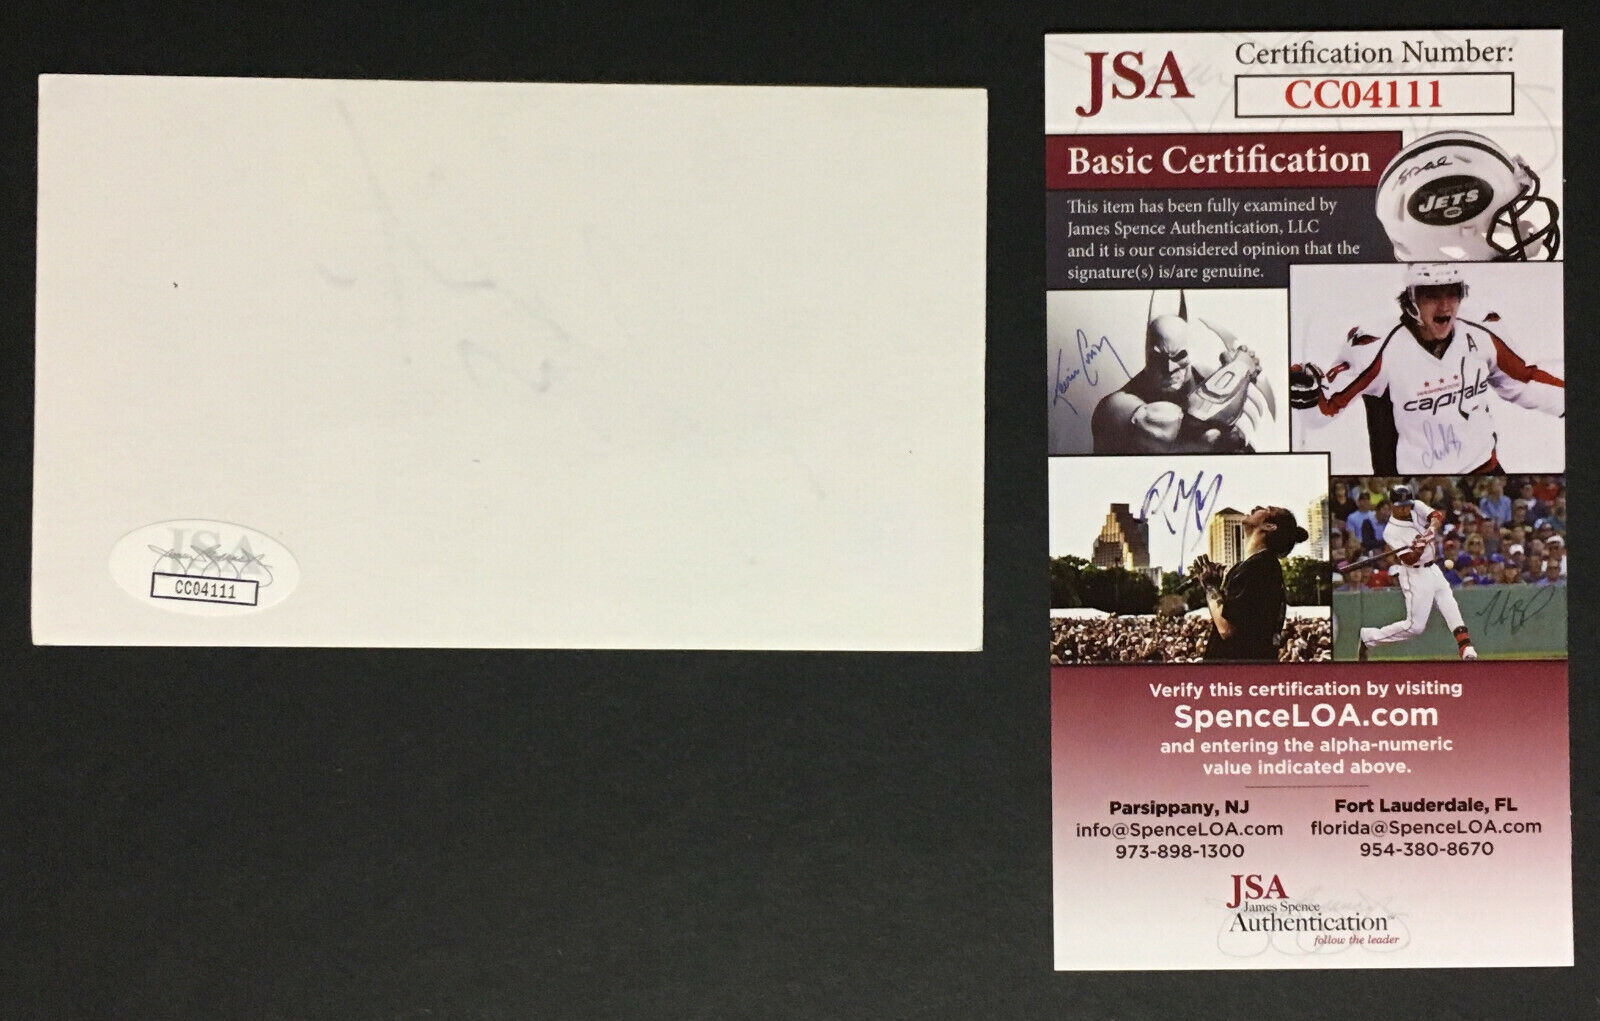 JSA
CC04111
JSA
Certification Number:
CC04111
Basic Certification
This item has been fully examined by
James Spence Authentication, LLC
and it is our considered opinion that the
signature(s) is/are genuine.
JETS
A
capitals
Verify this certification by visiting
SpenceLOA.com
and entering the alpha-numeric
value indicated above.
Parsippany, NJ
info@SpenceLOA.com
973-898-1300
Fort Lauderdale, FL
florida@SpenceLOA.com
954-380-8670
JSA
James Spence
Authentication
follow the leader